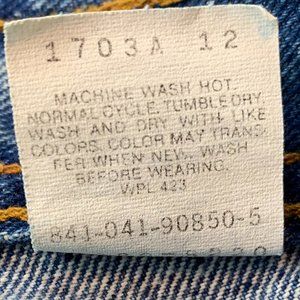 1703A 12
MACHINE WASH HOT.
NORMAL CYCLE. TUMBLE DRY.
WASH AND DRY WITH LIKE
COLORS. COLOR MAY TRANS-
FER WHEN NEW. WASH
BEFORE WEARING.
WPL 423
841-041-90850-5